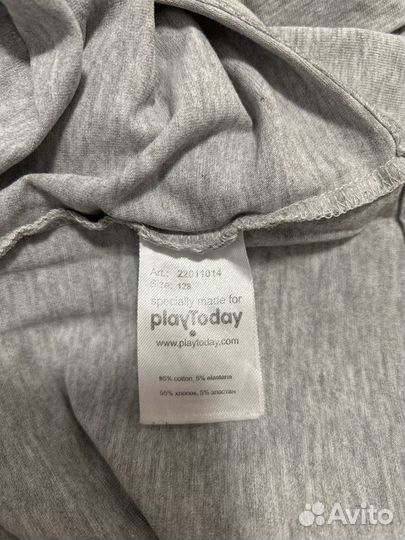 Art.: 22011014
Size: 128
specially made for
playToday
www.playtoday.com
95% cotton, 5% elastane
95% хлопок, 5% эластан
Avito